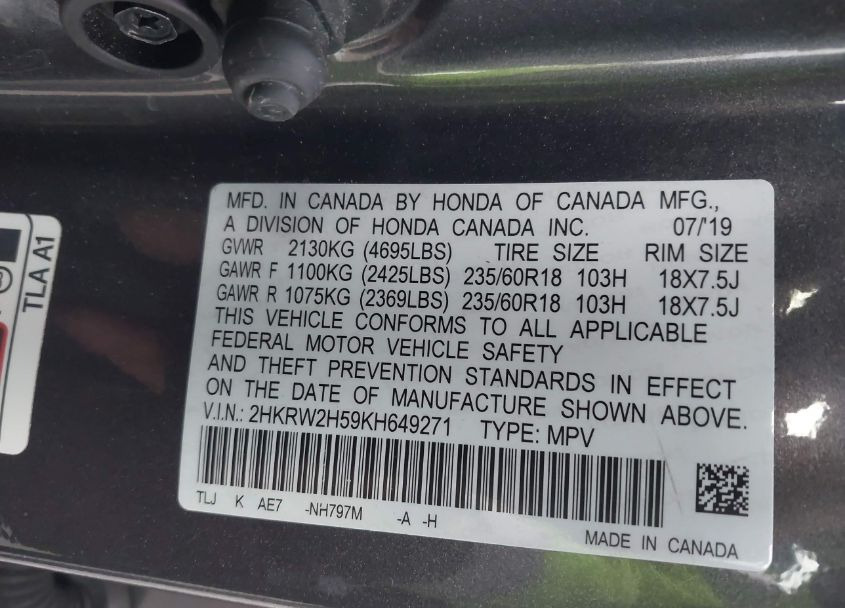 MFD. IN CANADA BY HONDA OF CANADA MFG.,
A DIVISION OF HONDA CANADA INC. 07/'19
GVWR 2130KG (4695LBS) TIRE SIZE RIM SIZE
GAWR F 1100KG (2425LBS) 235/60R18 103H 18X7.5J
GAWR R 1075KG (2369LBS) 235/60R18 103H 18X7.5J
THIS VEHICLE CONFORMS TO ALL APPLICABLE
FEDERAL MOTOR VEHICLE SAFETY
AND THEFT PREVENTION STANDARDS IN EFFECT
ON THE DATE OF MANUFACTURE SHOWN ABOVE.
V.I.N.: 2HKRW2H59KH649271 TYPE: MPV
TLJ K AE7 -NH797M -A -H
MADE IN CANADA
TLA A1